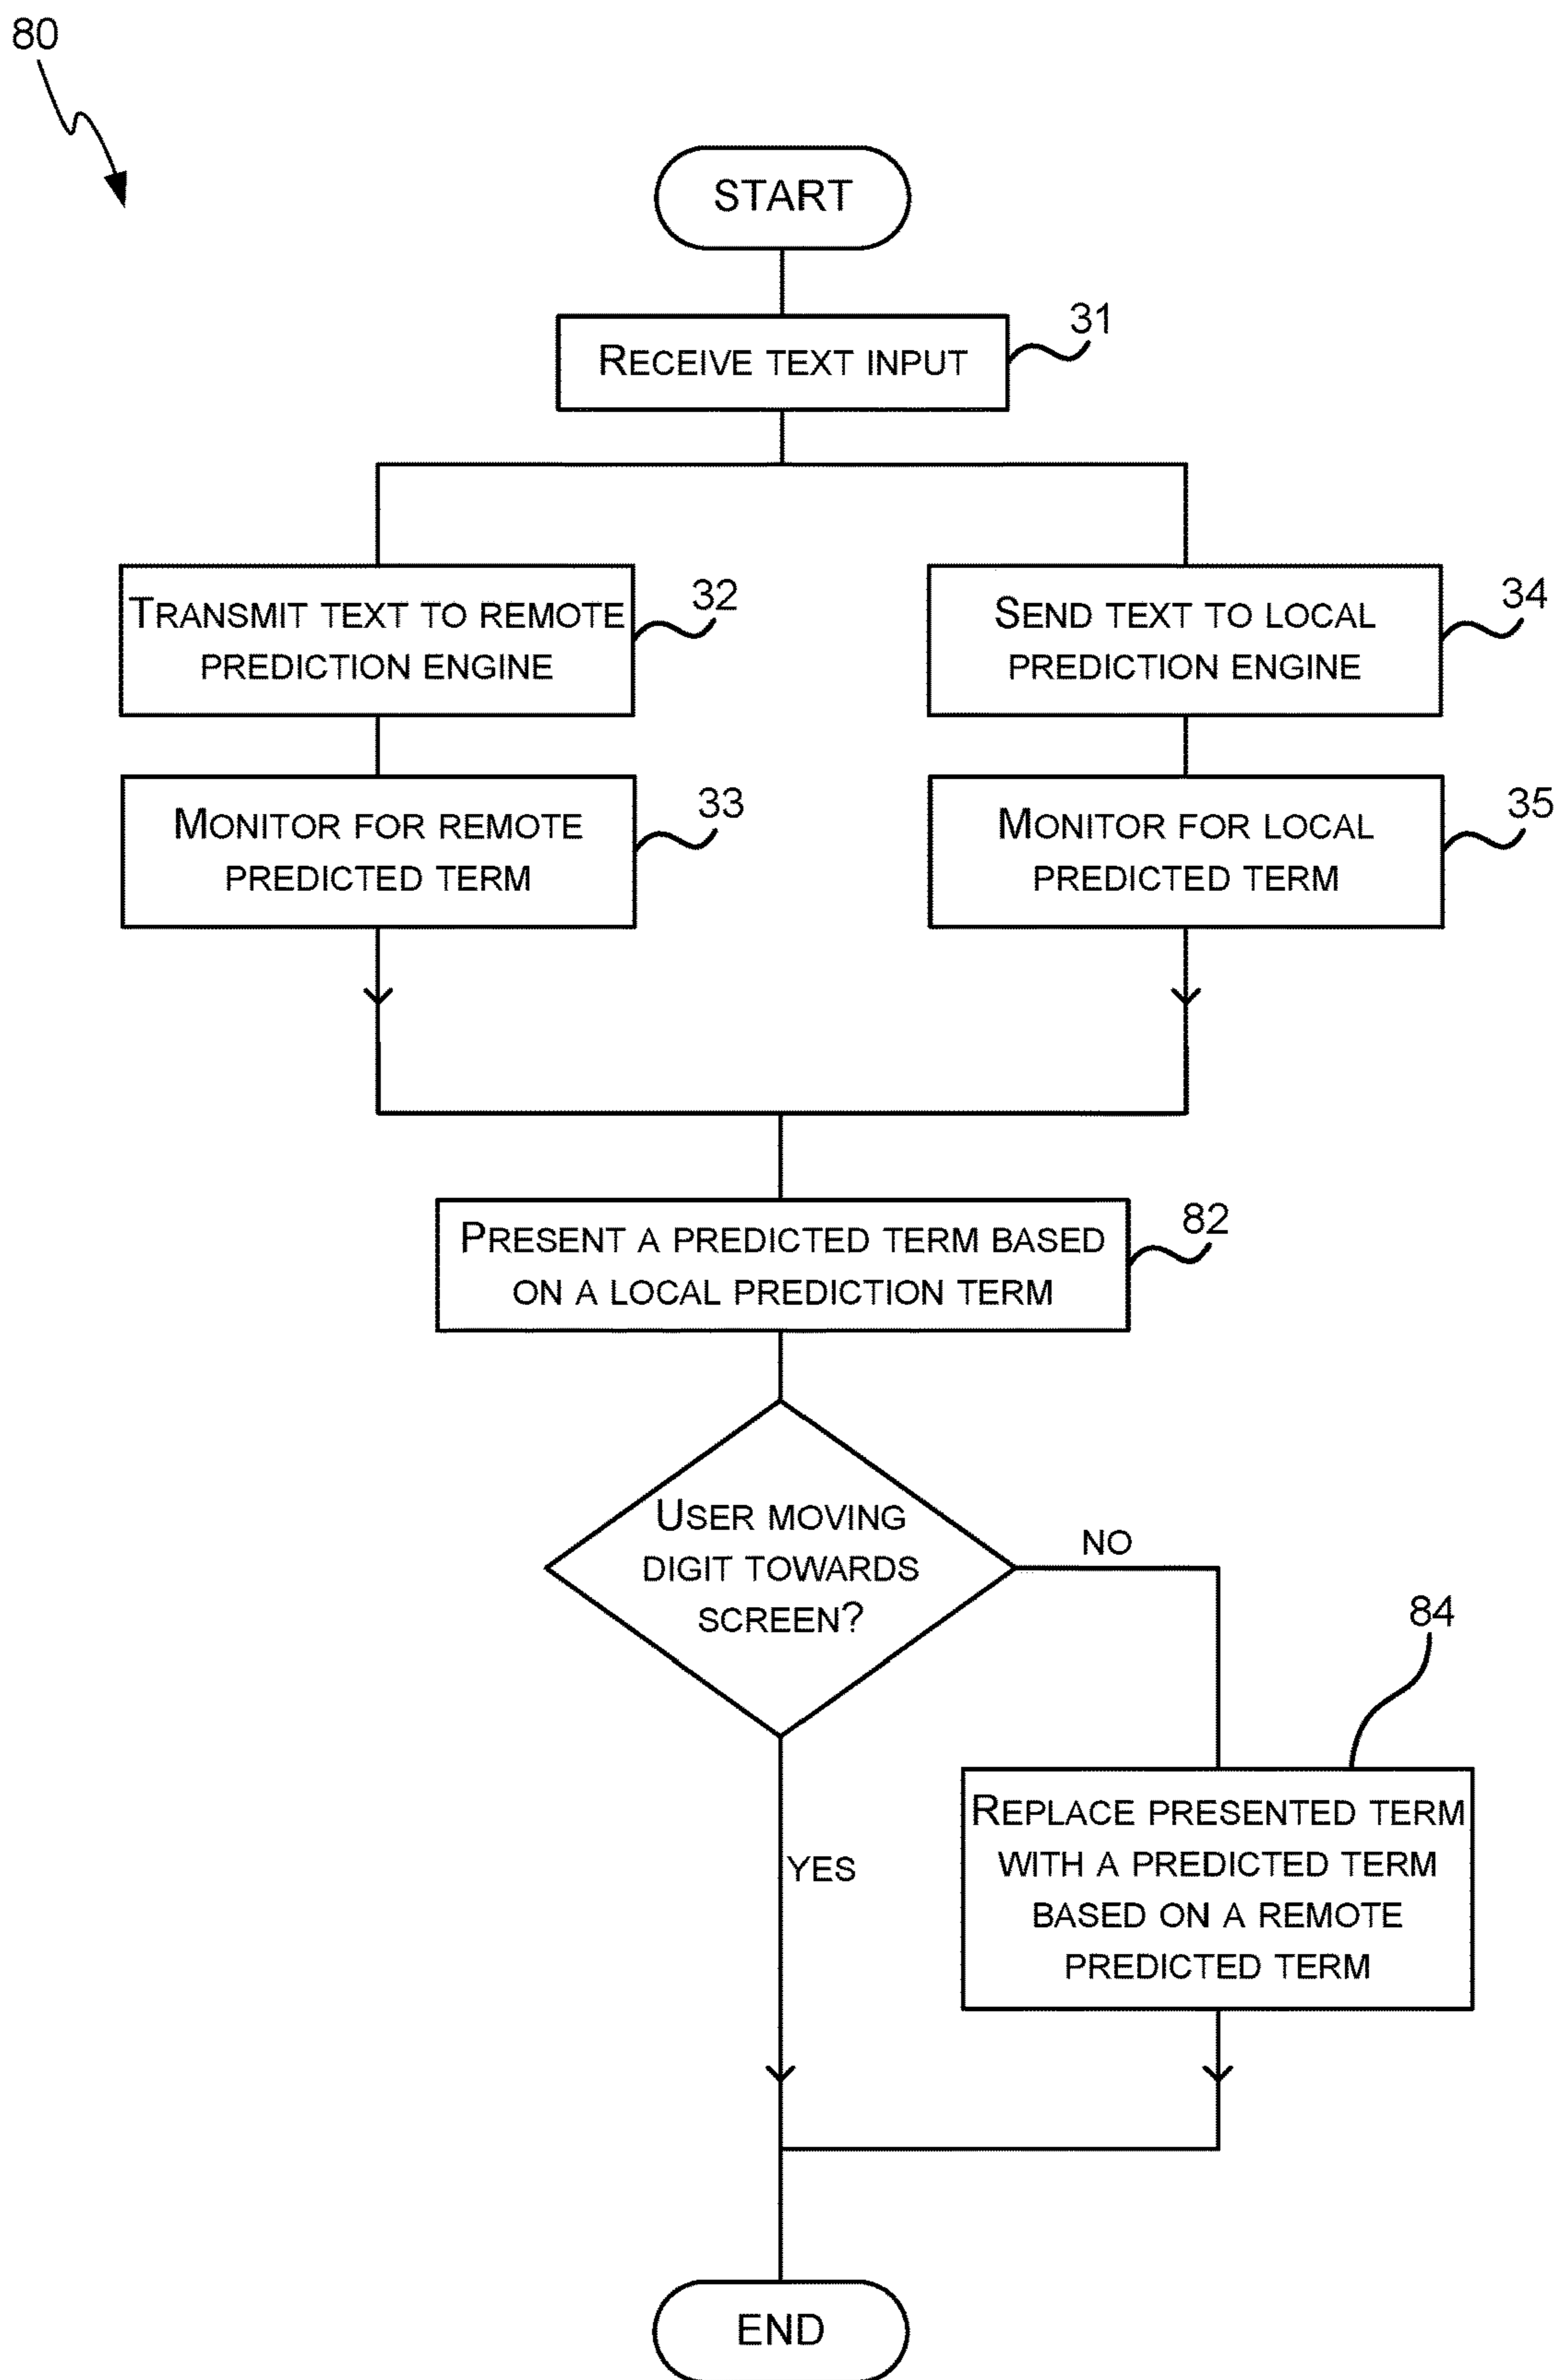 80
START
RECEIVE TEXT INPUT
31
TRANSMIT TEXT TO REMOTE
PREDICTION ENGINE
32
SEND TEXT TO LOCAL
PREDICTION ENGINE
34
MONITOR FOR REMOTE
PREDICTED TERM
33
MONITOR FOR LOCAL
PREDICTED TERM
35
PRESENT A PREDICTED TERM BASED
ON A LOCAL PREDICTION TERM
82
USER MOVING
DIGIT TOWARDS
SCREEN?
NO
84
REPLACE PRESENTED TERM
WITH A PREDICTED TERM
BASED ON A REMOTE
PREDICTED TERM
YES
END